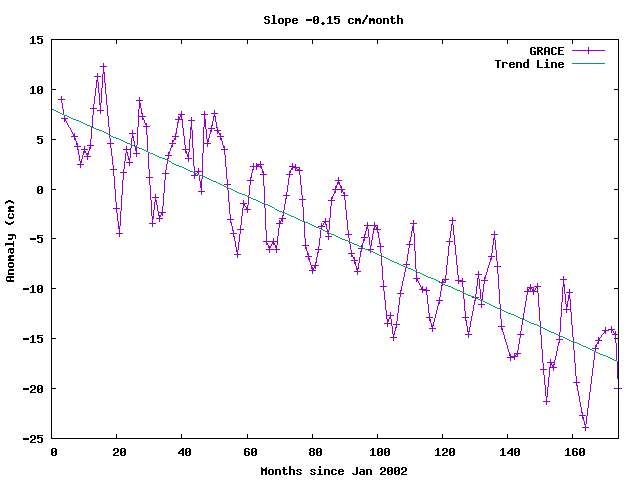 Slope -0.15 cm/month
GRACE
Trend Line
15
10
5
0
-5
-10
-15
-20
-25
Anomaly (cm)
0 20 40 60 80 100 120 140 160
Months since Jan 2002